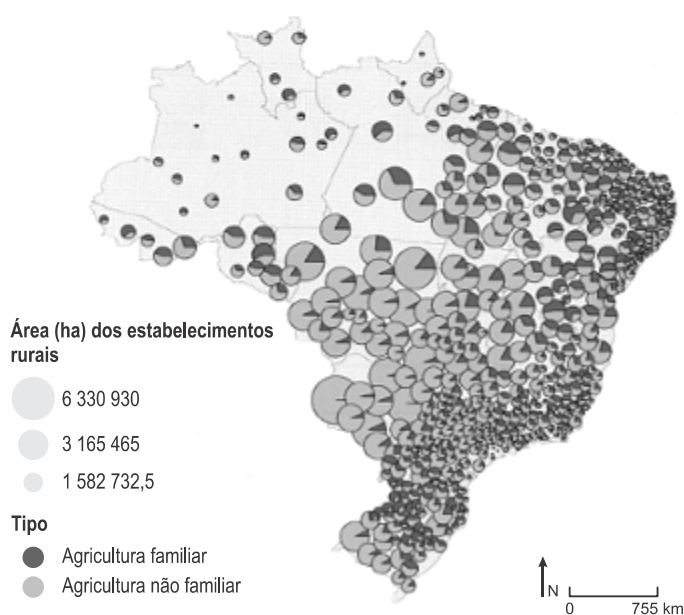 Área (ha) dos estabelecimentos
rurais
6 330 930
3 165 465
1 582 732,5
Tipo
Agricultura familiar
Agricultura não familiar
N
0 755 km